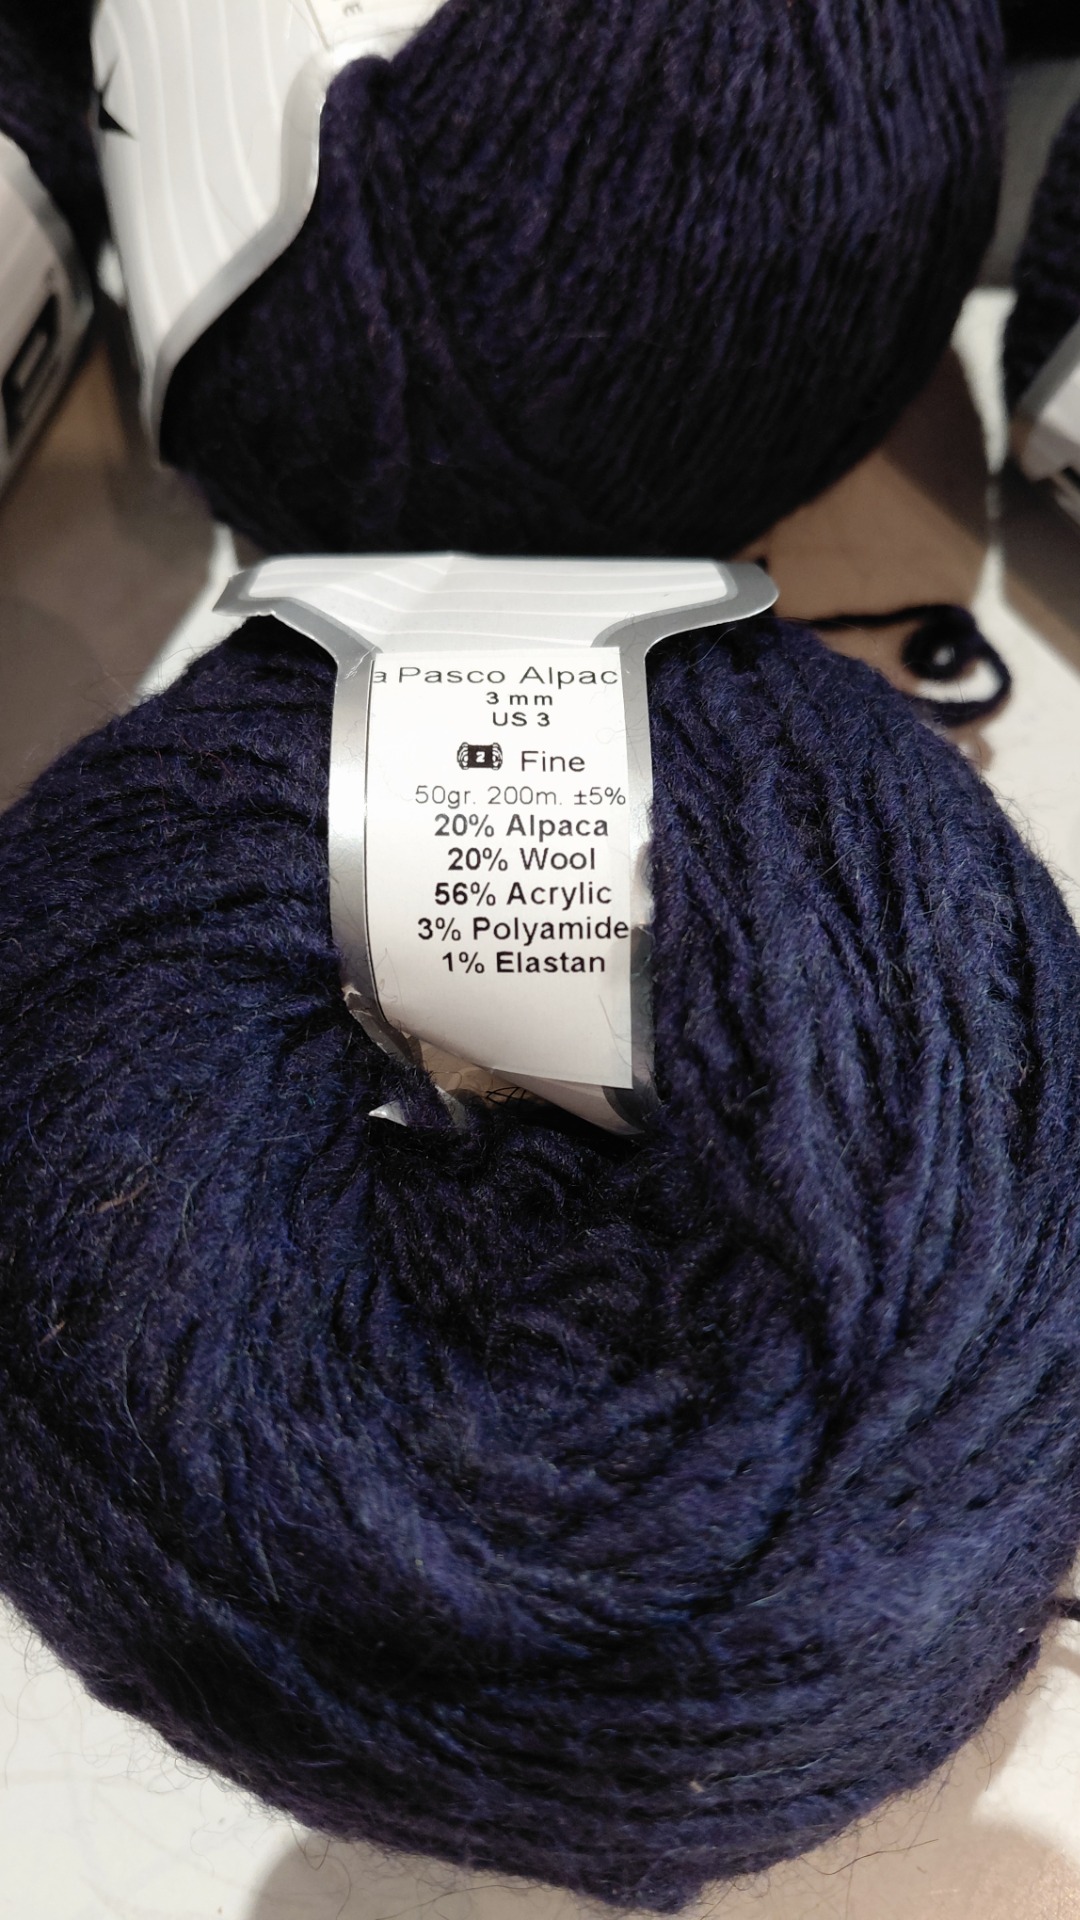 a Pasco Alpac
3 mm
US 3
2 Fine
50gr. 200m. ±5%
20% Alpaca
20% Wool
56% Acrylic
3% Polyamide
1% Elastan